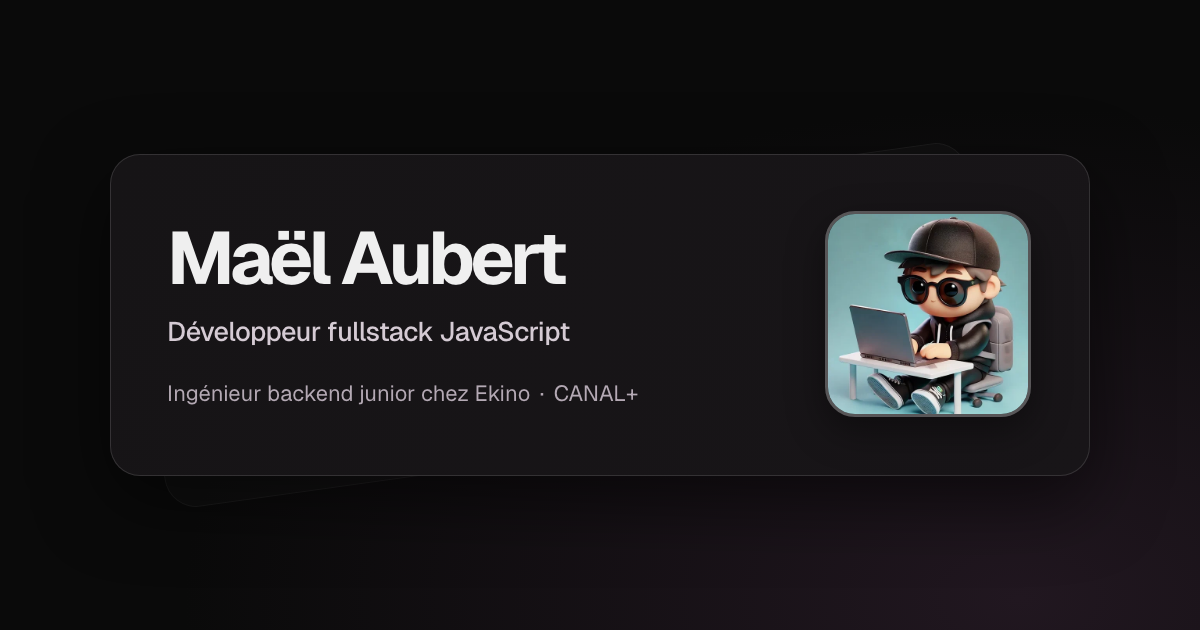 Maël Aubert
Développeur fullstack JavaScript
Ingénieur backend junior chez Ekino · CANAL+